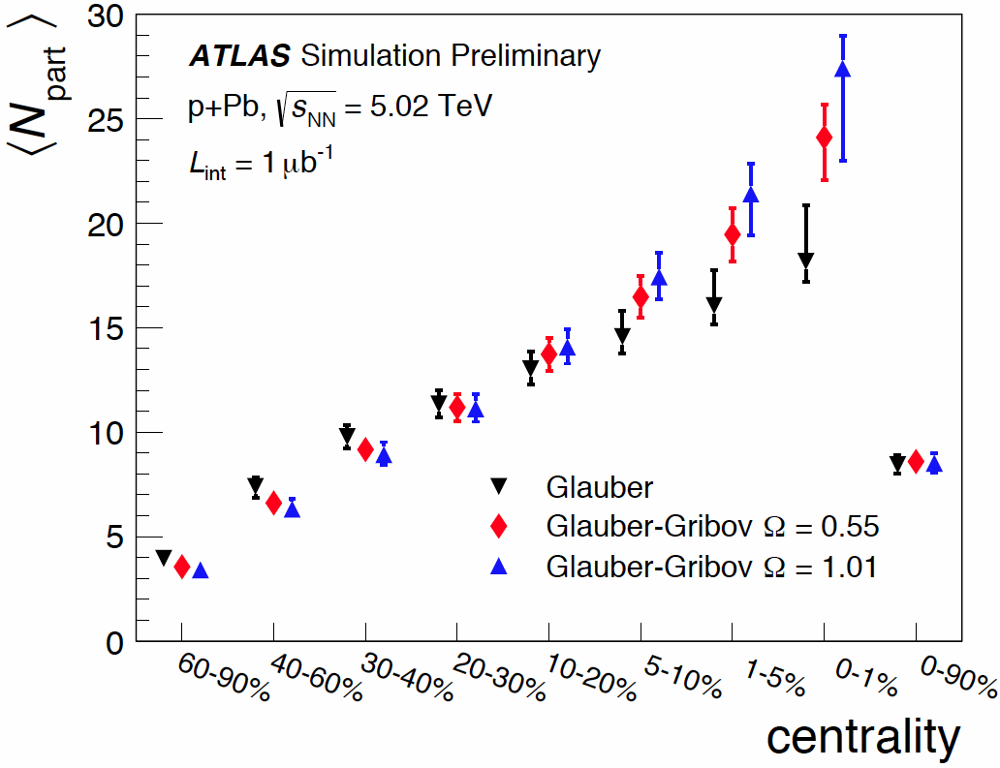 ⟨N_part⟩
30
25
20
15
10
5
0
ATLAS Simulation Preliminary
p+Pb, √s_NN = 5.02 TeV
L_int = 1 μb⁻¹
Glauber
Glauber-Gribov Ω = 0.55
Glauber-Gribov Ω = 1.01
60-90% 40-60% 30-40% 20-30% 10-20% 5-10% 1-5% 0-1% 0-90%
centrality